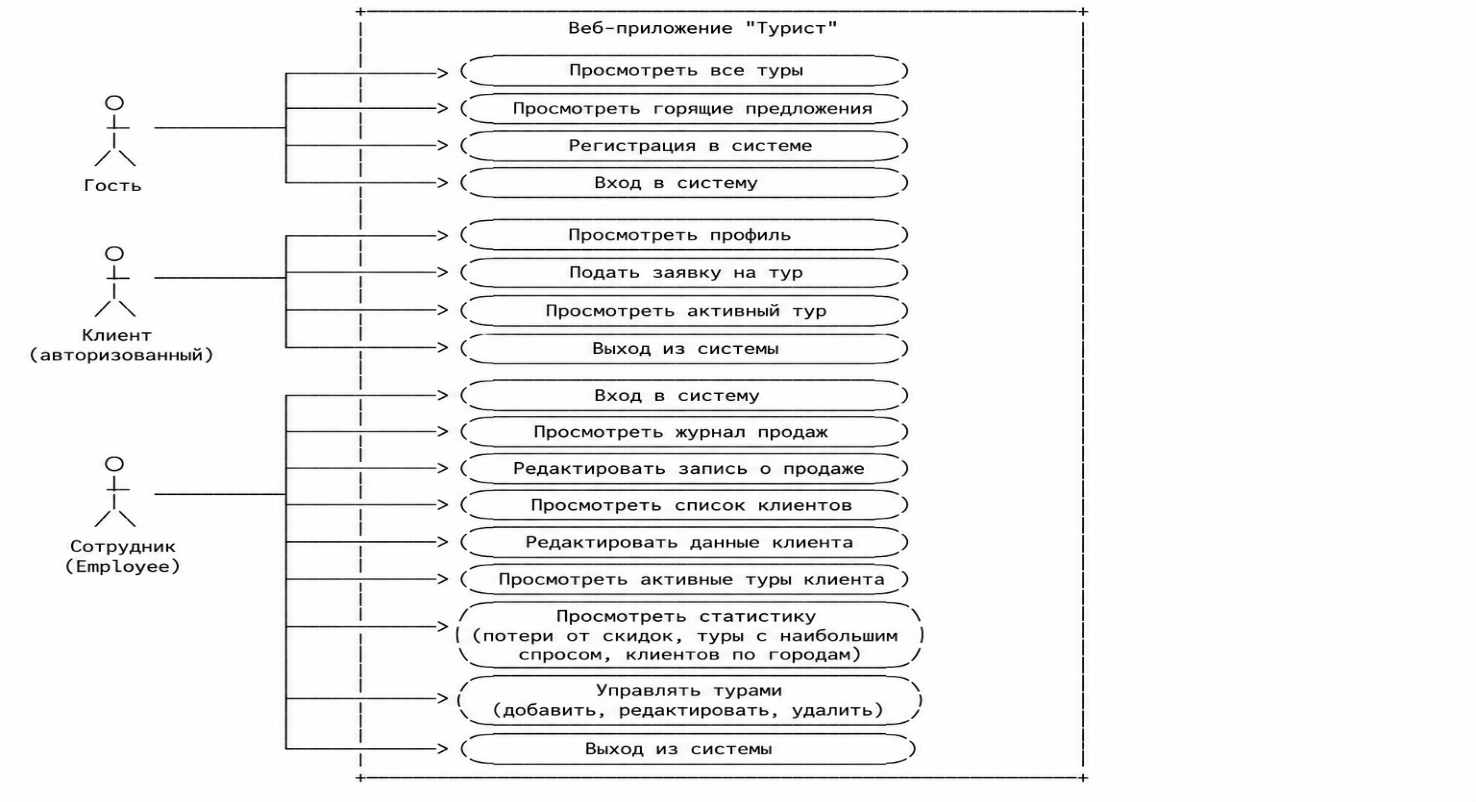 Веб-приложение "Турист"
Просмотреть все туры
Просмотреть горящие предложения
Регистрация в системе
Вход в систему
Гость
Просмотреть профиль
Подать заявку на тур
Просмотреть активный тур
Выход из системы
Клиент
(авторизованный)
Вход в систему
Просмотреть журнал продаж
Редактировать запись о продаже
Просмотреть список клиентов
Редактировать данные клиента
Просмотреть активные туры клиента
Просмотреть статистику
(потери от скидок, туры с наибольшим
спросом, клиентов по городам)
Управлять турами
(добавить, редактировать, удалить)
Выход из системы
Сотрудник
(Employee)